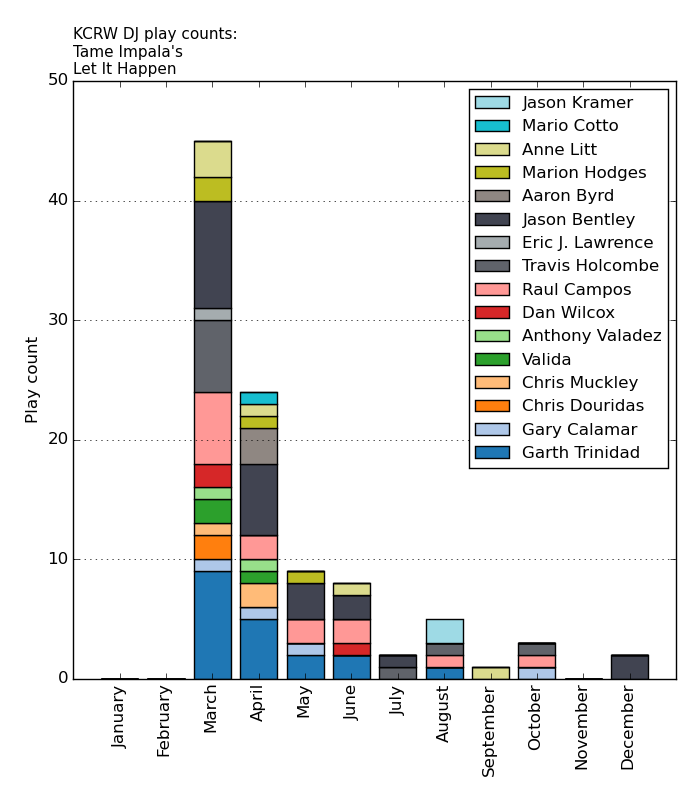 KCRW DJ play counts:
Tame Impala's
Let It Happen
50
40
30
20
10
0
Play count
Jason Kramer
Mario Cotto
Anne Litt
Marion Hodges
Aaron Byrd
Jason Bentley
Eric J. Lawrence
Travis Holcombe
Raul Campos
Dan Wilcox
Anthony Valadez
Valida
Chris Muckley
Chris Douridas
Gary Calamar
Garth Trinidad
January
February
March
April
May
June
July
August
September
October
November
December